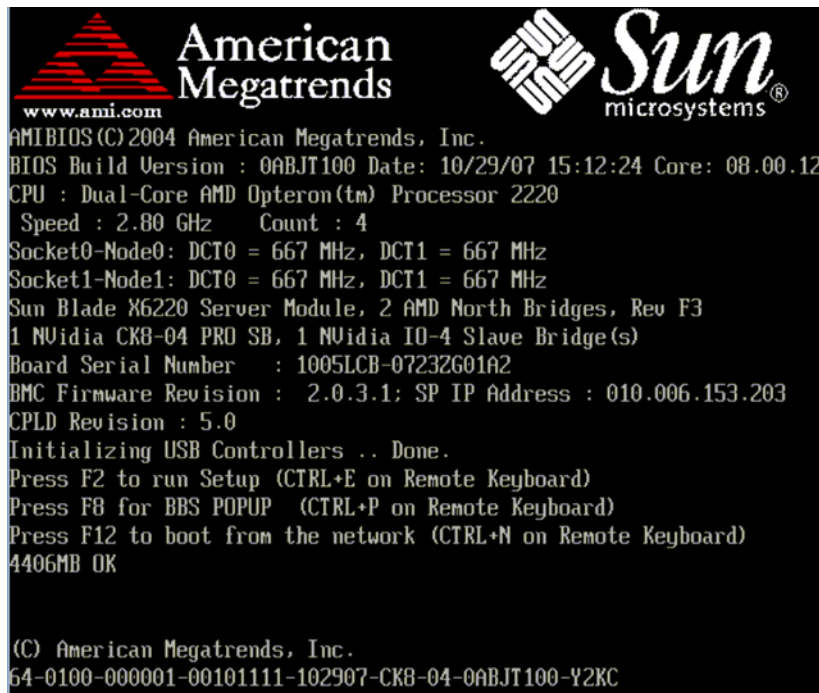 American
Megatrends
www.ami.com
Sun®
microsystems
AMIBIOS(C)2004 American Megatrends, Inc.
BIOS Build Version : 0ABJT100 Date: 10/29/07 15:12:24 Core: 08.00.12
CPU : Dual-Core AMD Opteron(tm) Processor 2220
Speed : 2.80 GHz Count : 4
Socket0-Node0: DCT0 = 667 MHz, DCT1 = 667 MHz
Socket1-Node1: DCT0 = 667 MHz, DCT1 = 667 MHz
Sun Blade X6220 Server Module, 2 AMD North Bridges, Rev F3
1 NVidia CK8-04 PRO SB, 1 NVidia IO-4 Slave Bridge(s)
Board Serial Number : 1005LCB-0723ZG01A2
BMC Firmware Revision : 2.0.3.1; SP IP Address : 010.006.153.203
CPLD Revision : 5.0
Initializing USB Controllers .. Done.
Press F2 to run Setup (CTRL+E on Remote Keyboard)
Press F8 for BBS POPUP (CTRL+P on Remote Keyboard)
Press F12 to boot from the network (CTRL+N on Remote Keyboard)
4406MB OK
(C) American Megatrends, Inc.
64-0100-000001-00101111-102907-CK8-04-0ABJT100-Y2KC